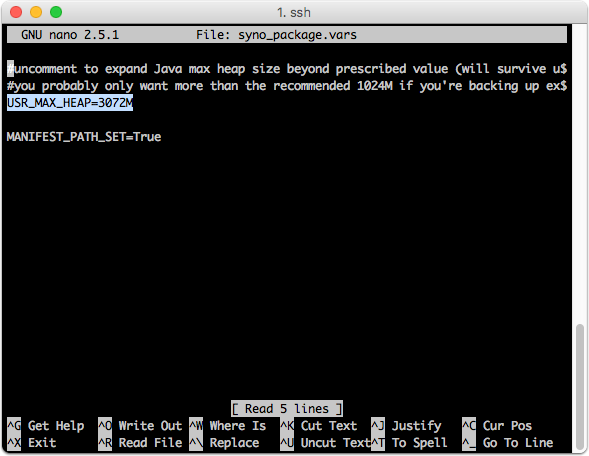 1. ssh
GNU nano 2.5.1 File: syno_package.vars
#uncomment to expand Java max heap size beyond prescribed value (will survive u$
#you probably only want more than the recommended 1024M if you're backing up ex$
USR_MAX_HEAP=3072M
MANIFEST_PATH_SET=True
[ Read 5 lines ]
^G Get Help ^O Write Out ^W Where Is ^K Cut Text ^J Justify ^C Cur Pos
^X Exit ^R Read File ^\ Replace ^U Uncut Text^T To Spell ^_ Go To Line